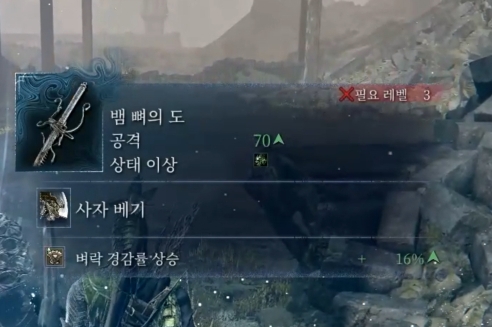 뱀 뼈의 도
필요 레벨 3
공격 70
상태 이상
사자 베기
벼락 경감률 상승 + 16%